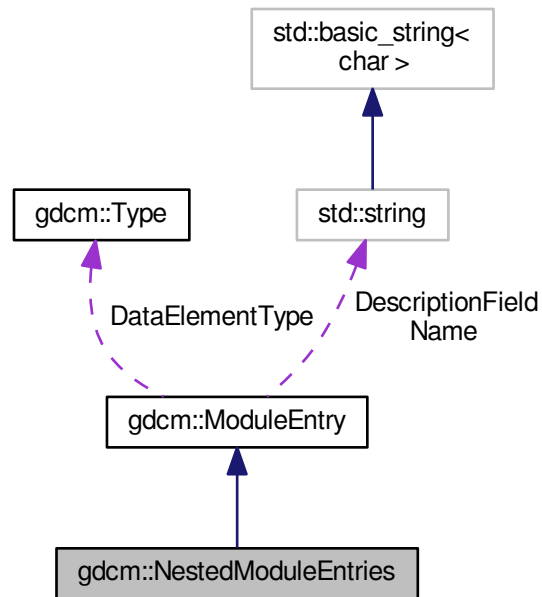 std::basic_string<
char >
gdcm::Type
std::string
DataElementType
DescriptionField
Name
gdcm::ModuleEntry
gdcm::NestedModuleEntries